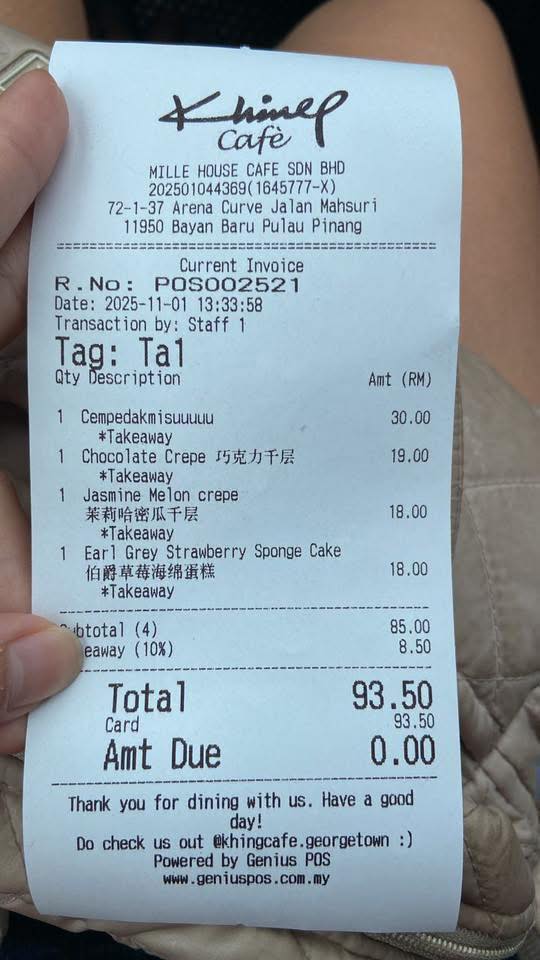 Khing
Cafè
MILLE HOUSE CAFE SDN BHD
202501044369(1645777-X)
72-1-37 Arena Curve Jalan Mahsuri
11950 Bayan Baru Pulau Pinang
Current Invoice
R.No: POS002521
Date: 2025-11-01 13:33:58
Transaction by: Staff 1
Tag: Ta1
Qty Description Amt (RM)
1 Cempedakmisuuuuu 30.00
*Takeaway
1 Chocolate Crepe 巧克力千层 19.00
*Takeaway
1 Jasmine Melon crepe
茉莉哈密瓜千层 18.00
*Takeaway
1 Earl Grey Strawberry Sponge Cake
伯爵草莓海绵蛋糕 18.00
*Takeaway
ubtotal (4) 85.00
eaway (10%) 8.50
Total 93.50
Card 93.50
Amt Due 0.00
Thank you for dining with us. Have a good
day!
Do check us out @khingcafe.georgetown :)
Powered by Genius POS
www.geniuspos.com.my